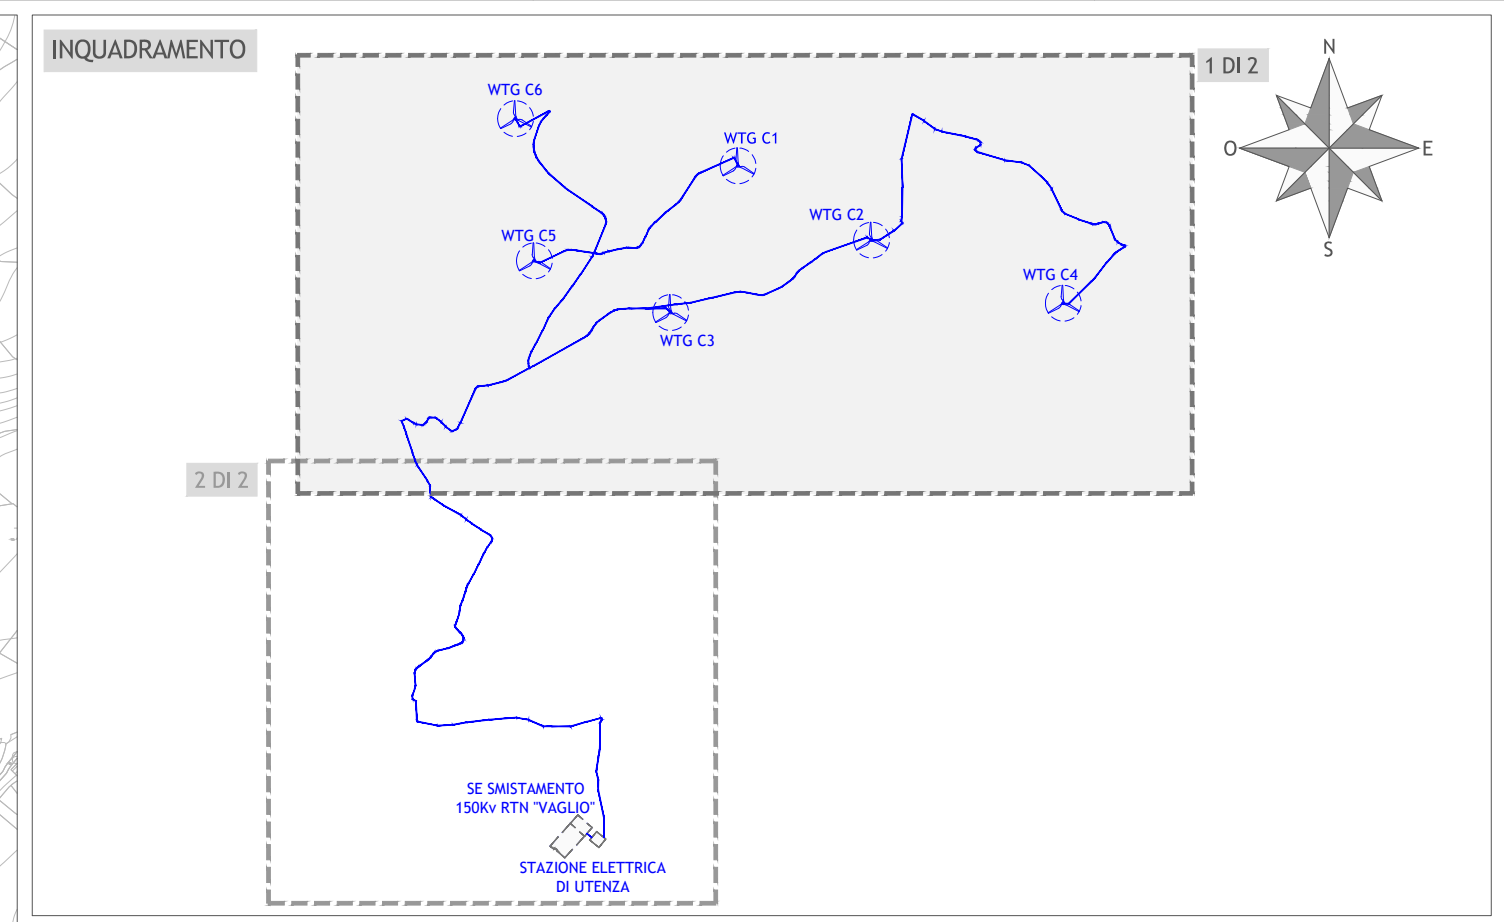 INQUADRAMENTO
1 DI 2
N
O
E
S
WTG C6
WTG C1
WTG C2
WTG C5
WTG C4
WTG C3
2 DI 2
SE SMISTAMENTO
150Kv RTN "VAGLIO"
STAZIONE ELETTRICA
DI UTENZA